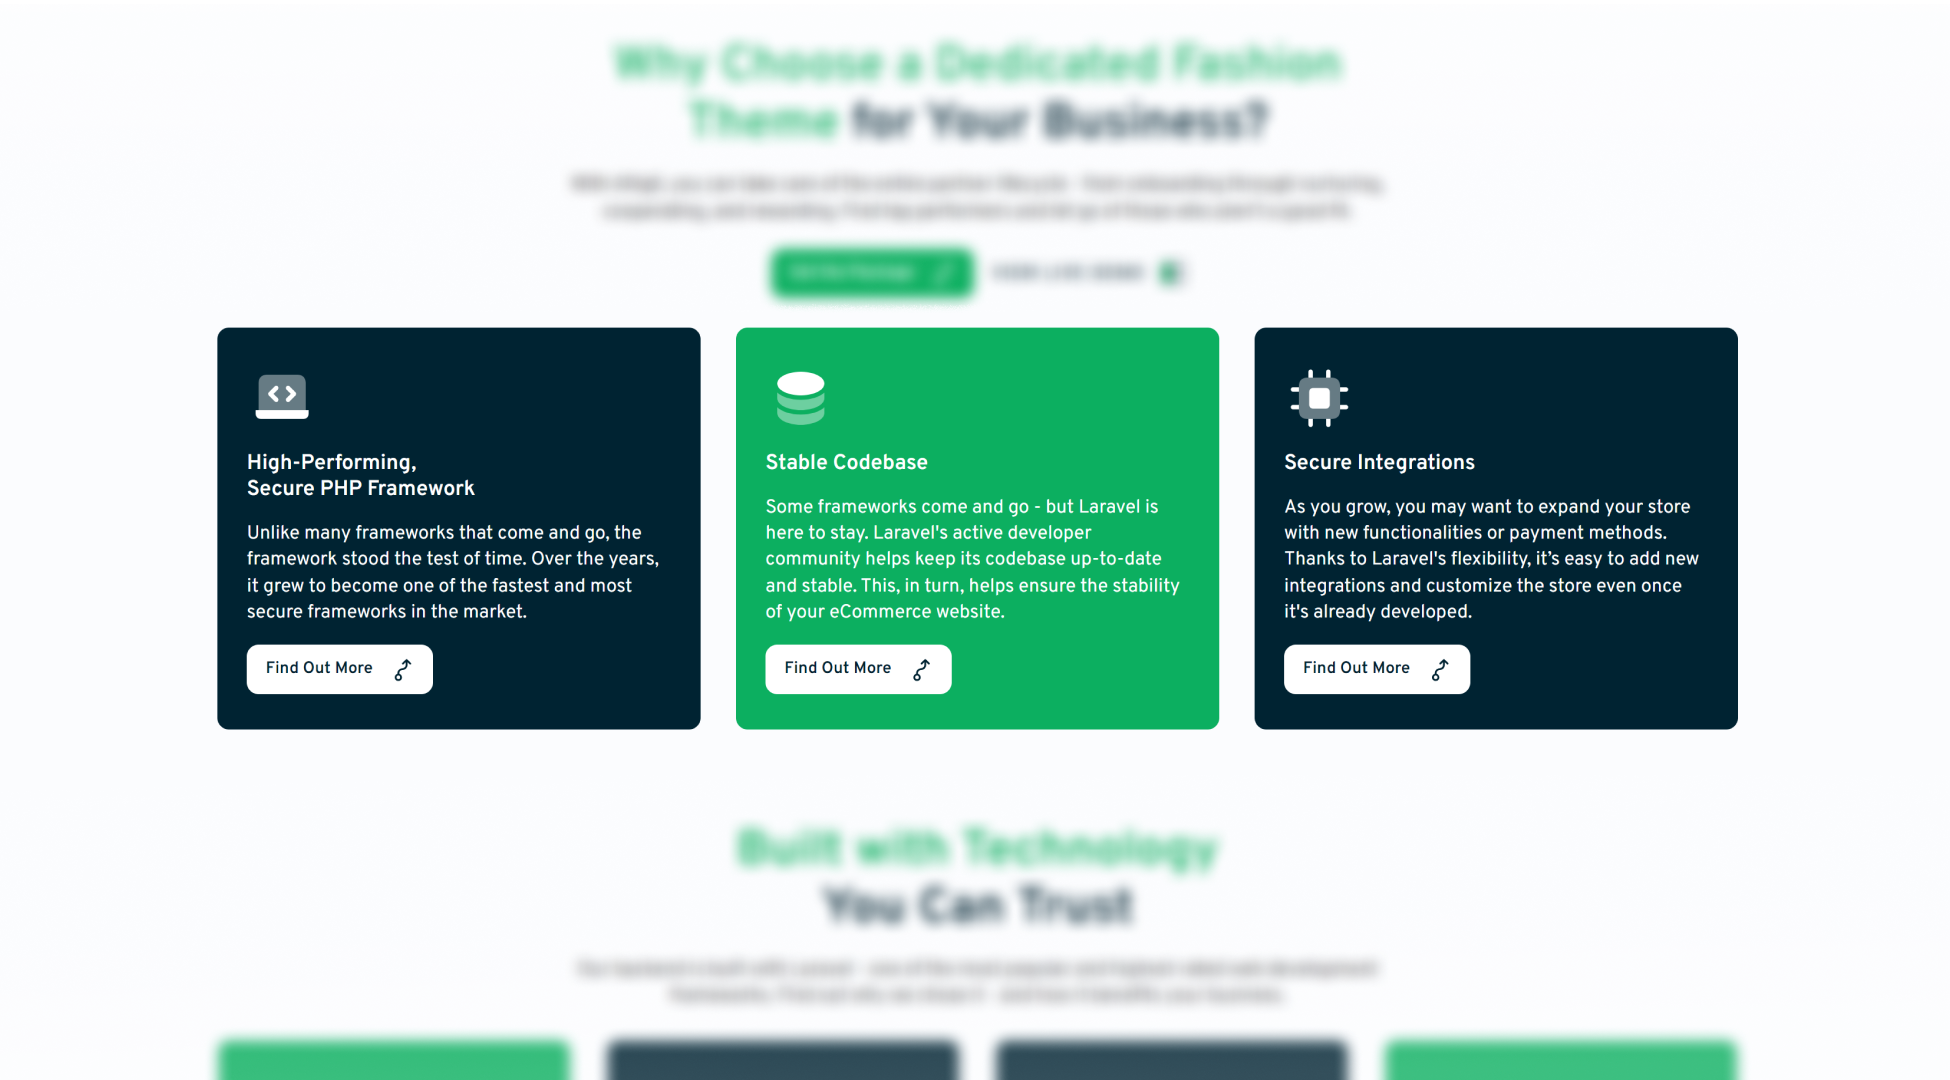 Why Choose a Dedicated Fashion
Theme for Your Business?
High-Performing,
Secure PHP Framework
Unlike many frameworks that come and go, the
framework stood the test of time. Over the years,
it grew to become one of the fastest and most
secure frameworks in the market.
Find Out More
Stable Codebase
Some frameworks come and go - but Laravel is
here to stay. Laravel's active developer
community helps keep its codebase up-to-date
and stable. This, in turn, helps ensure the stability
of your eCommerce website.
Find Out More
Secure Integrations
As you grow, you may want to expand your store
with new functionalities or payment methods.
Thanks to Laravel's flexibility, it’s easy to add new
integrations and customize the store even once
it's already developed.
Find Out More
Built with Technology
You Can Trust